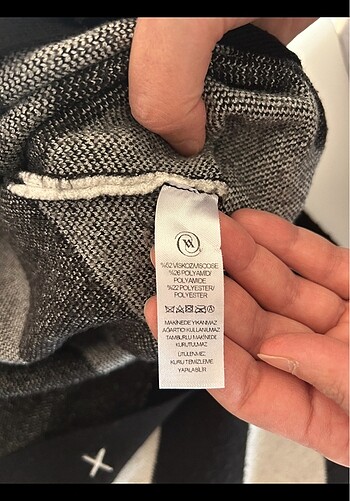 %52 VİSKOZ/VISCOSE
%26 POLYAMİD/
POLYAMIDE
%22 POLYESTER/
POLYESTER
MAKİNEDE YIKANMAZ
AĞARTICI KULLANILMAZ
TAMBURLU MAKİNEDE
KURUTULMAZ
ÜTÜLENMEZ
KURU TEMİZLEME
YAPILABİLİR